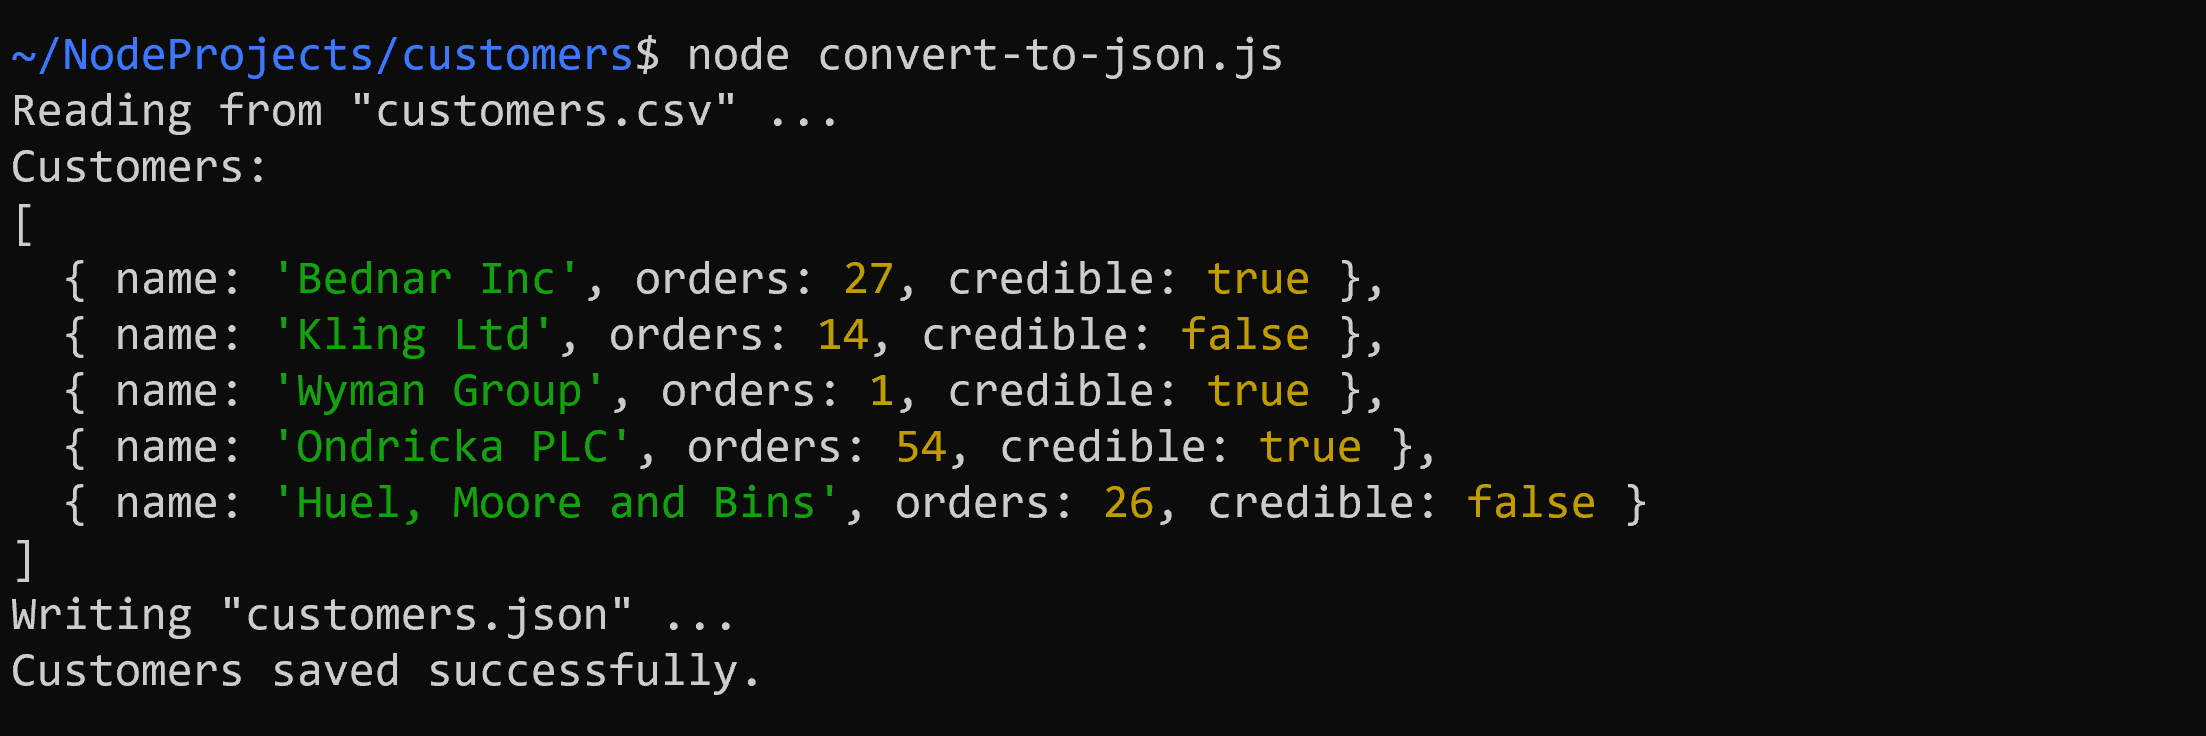 ~/NodeProjects/customers$ node convert-to-json.js
Reading from "customers.csv" ...
Customers:
[
  { name: 'Bednar Inc', orders: 27, credible: true },
  { name: 'Kling Ltd', orders: 14, credible: false },
  { name: 'Wyman Group', orders: 1, credible: true },
  { name: 'Ondricka PLC', orders: 54, credible: true },
  { name: 'Huel, Moore and Bins', orders: 26, credible: false }
]
Writing "customers.json" ...
Customers saved successfully.